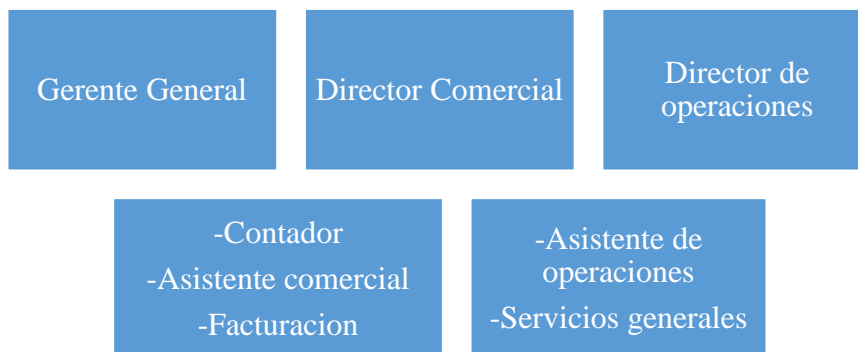 Gerente General
Director Comercial
Director de
operaciones
-Contador
-Asistente comercial
-Facturacion
-Asistente de
operaciones
-Servicios generales